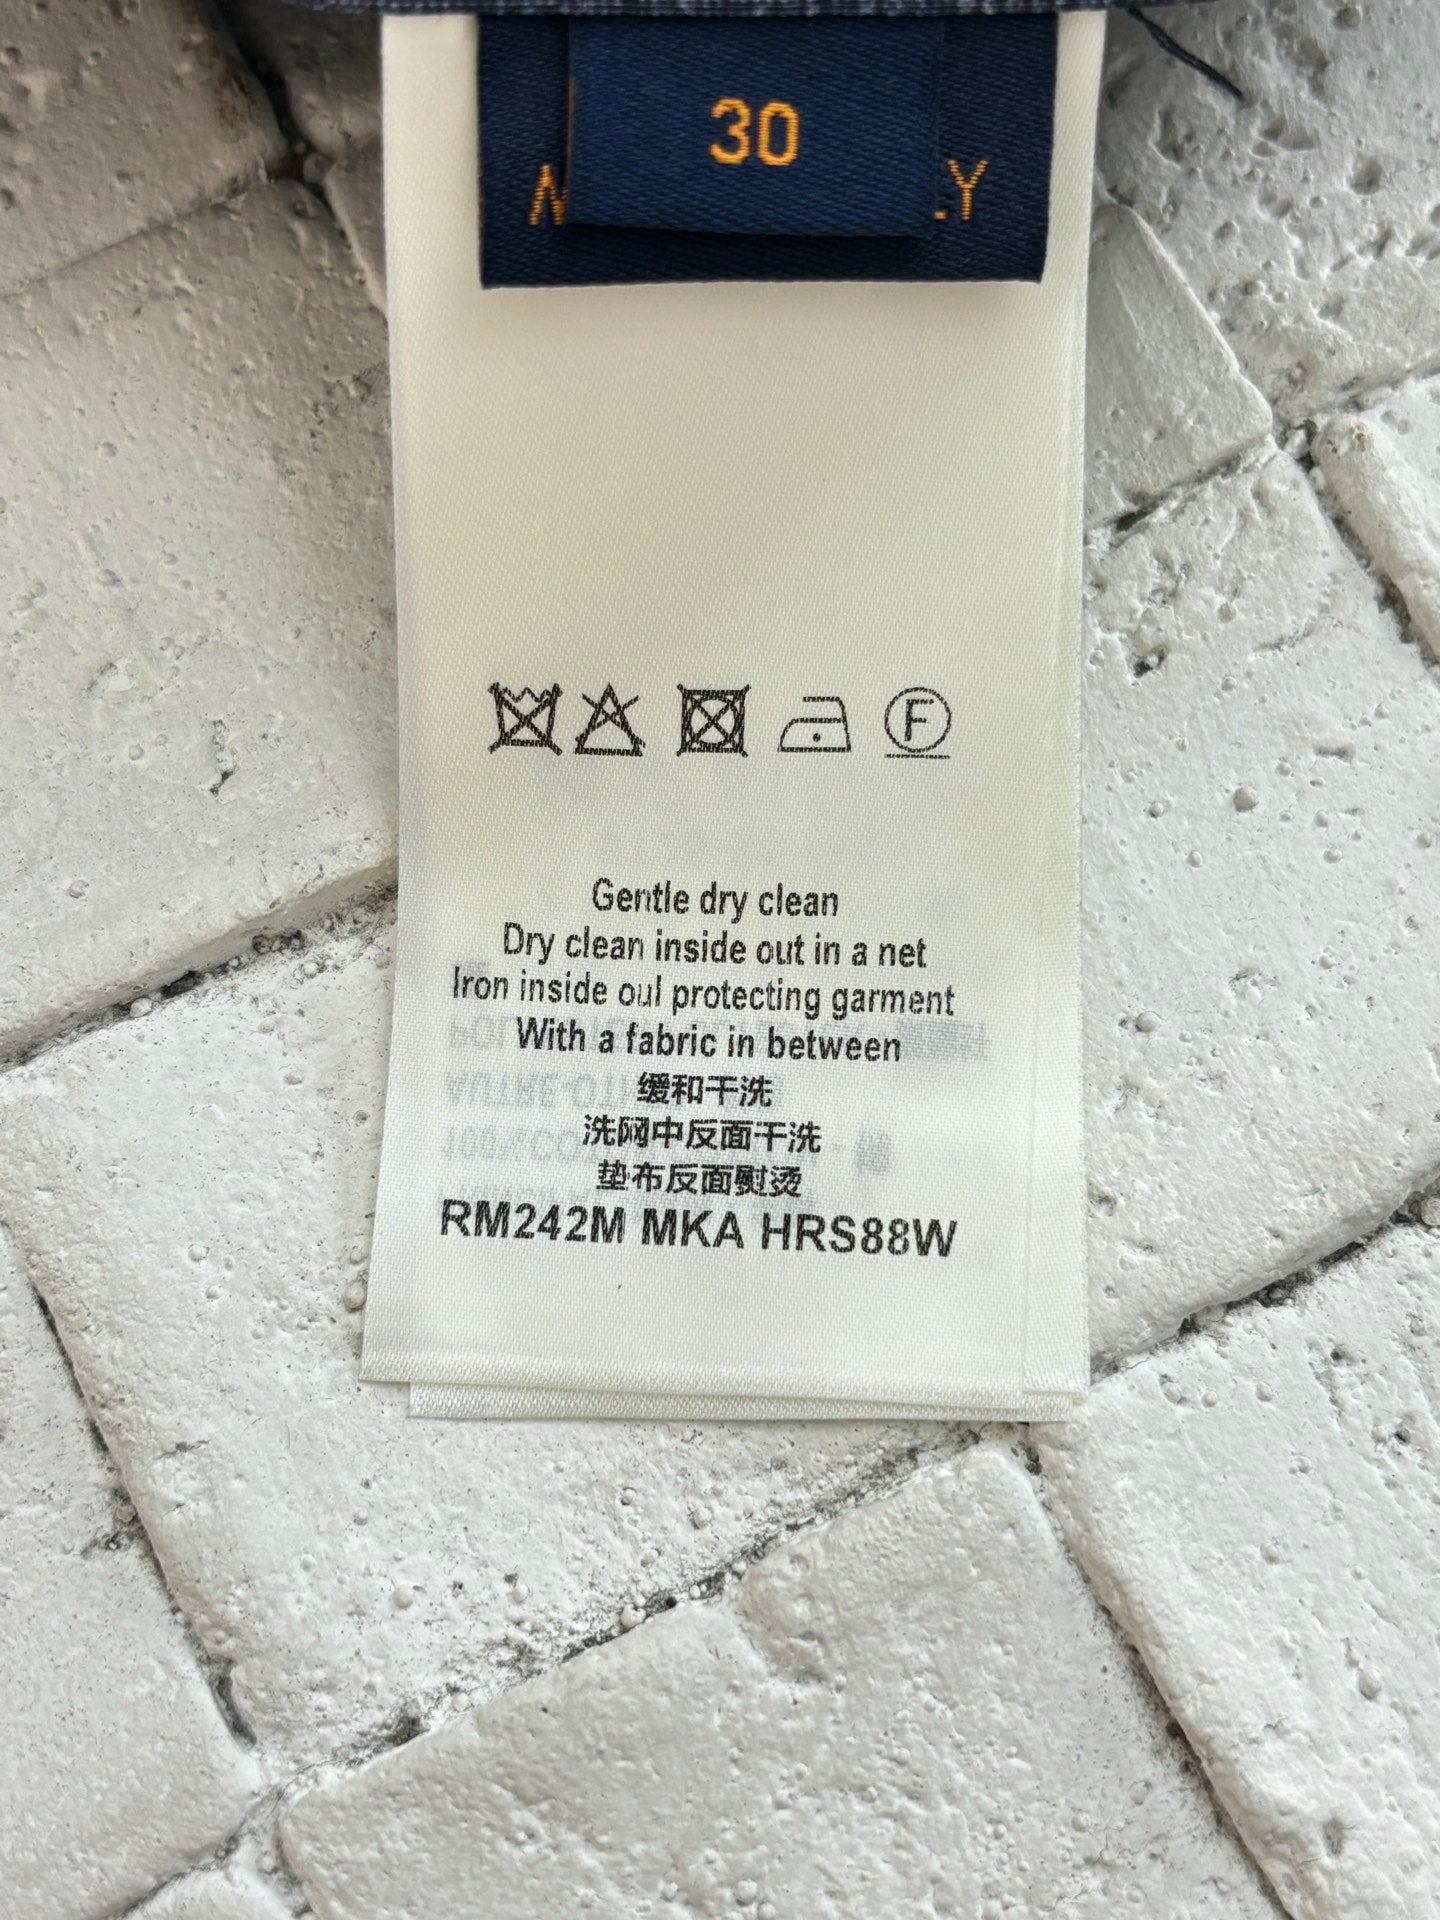 30
Gentle dry clean
Dry clean inside out in a net
Iron inside oul protecting garment
With a fabric in between
缓和干洗
洗网中反面干洗
垫布反面熨烫
RM242M MKA HRS88W